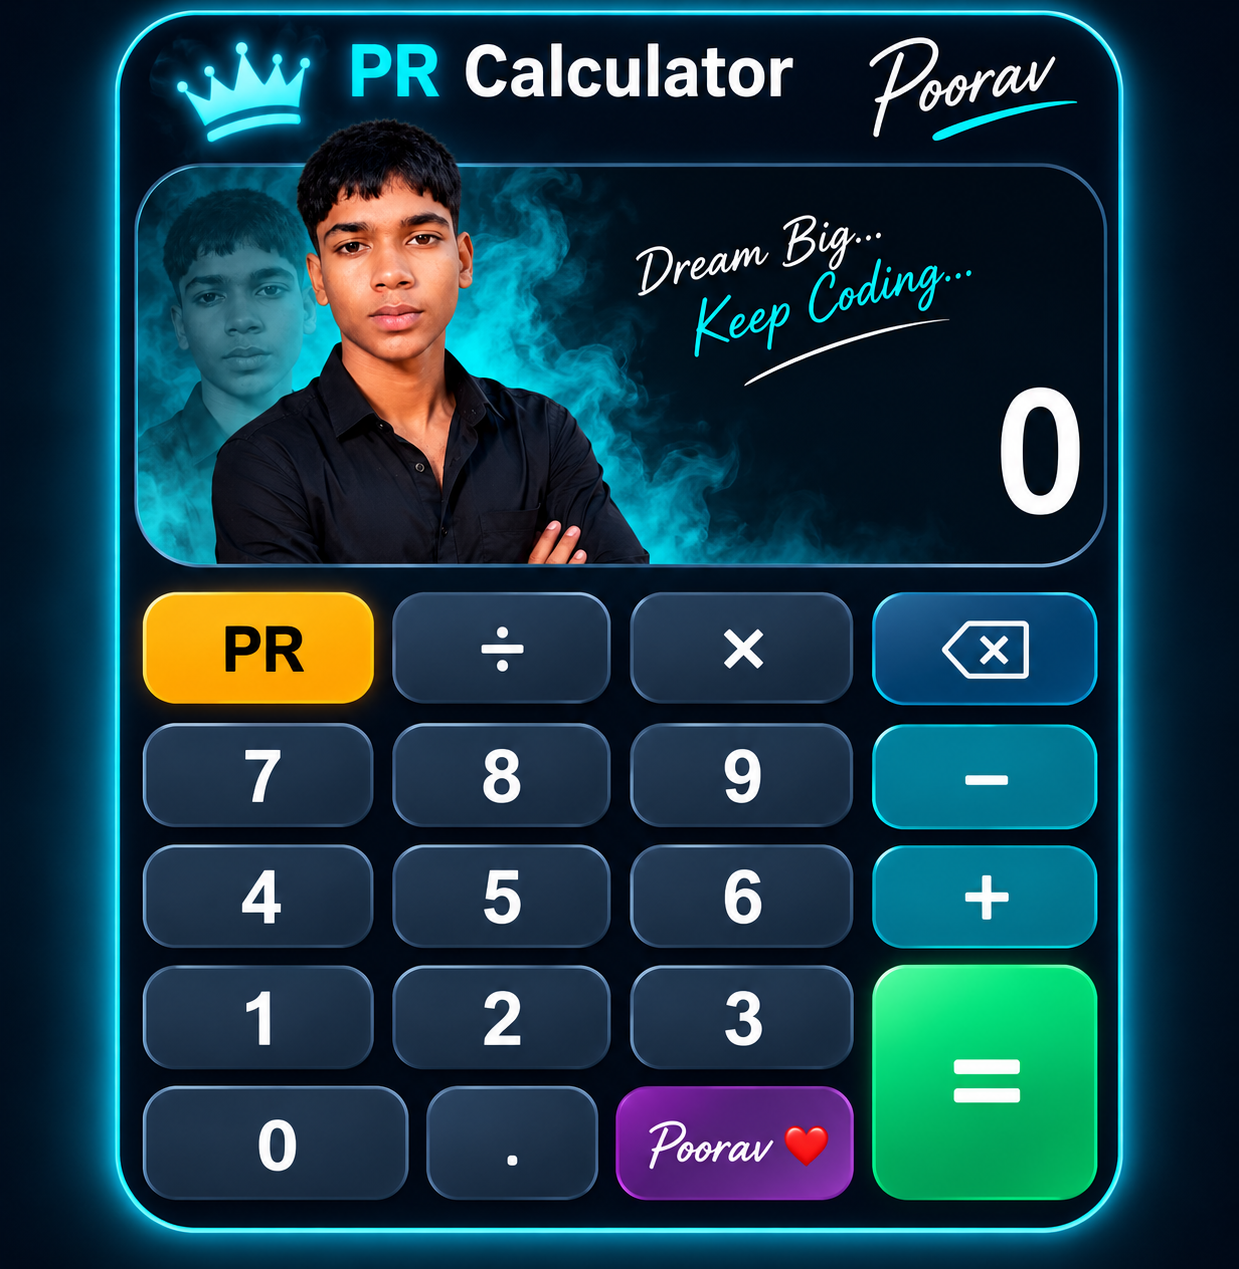 PR Calculator
Poorav
Dream Big...
Keep Coding...
0
PR ÷ ×
7 8 9 −
4 5 6 +
1 2 3 =
0 . Poorav ❤️